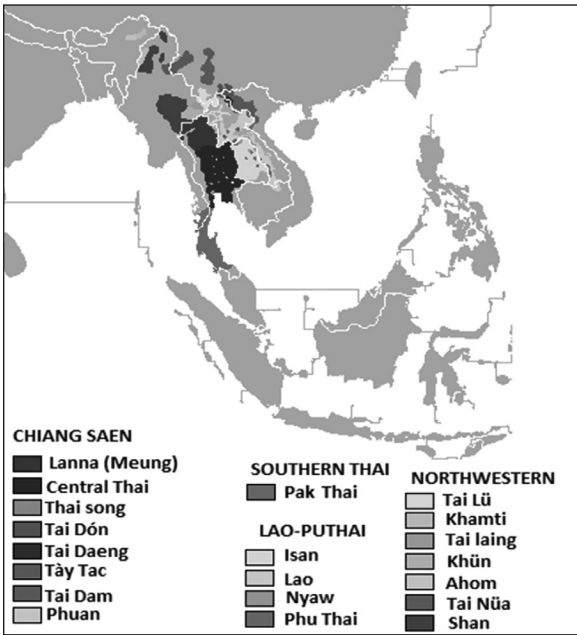 CHIANG SAEN
Lanna (Meung)
Central Thai
Thai song
Tai Dón
Tai Daeng
Tày Tac
Tai Dam
Phuan
SOUTHERN THAI
Pak Thai
LAO-PUTHAI
Isan
Lao
Nyaw
Phu Thai
NORTHWESTERN
Tai Lü
Khamti
Tai laing
Khün
Ahom
Tai Nüa
Shan